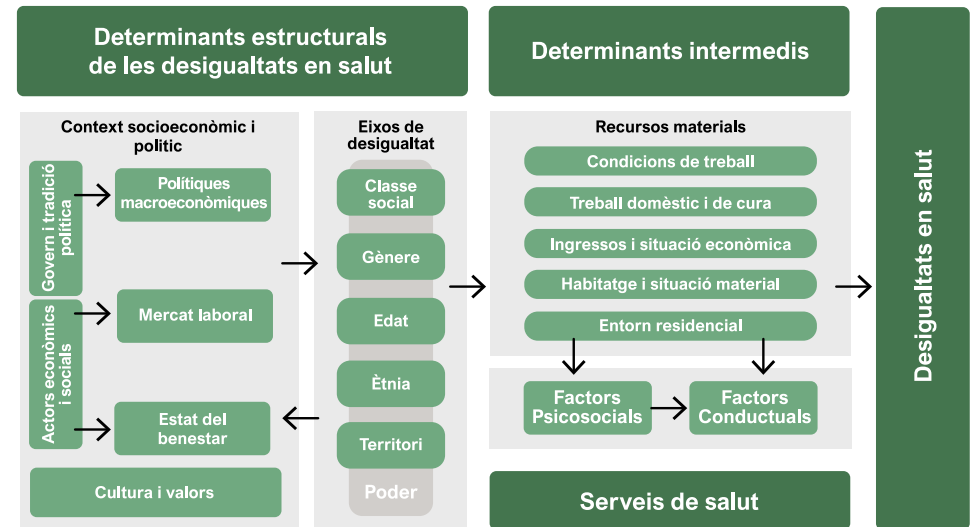 Determinants estructurals
de les desigualtats en salut
Determinants intermedis
Context socioeconòmic i
polític
Govern i tradició
política
Polítiques
macroeconòmiques
Actors econòmics
i socials
Mercat laboral
Estat del
benestar
Cultura i valors
Eixos de
desigualtat
Classe
social
Gènere
Edat
Ètnia
Territori
Poder
Recursos materials
Condicions de treball
Treball domèstic i de cura
Ingressos i situació econòmica
Habitatge i situació material
Entorn residencial
Factors
Psicosocials
Factors
Conductuals
Serveis de salut
Desigualtats en salut